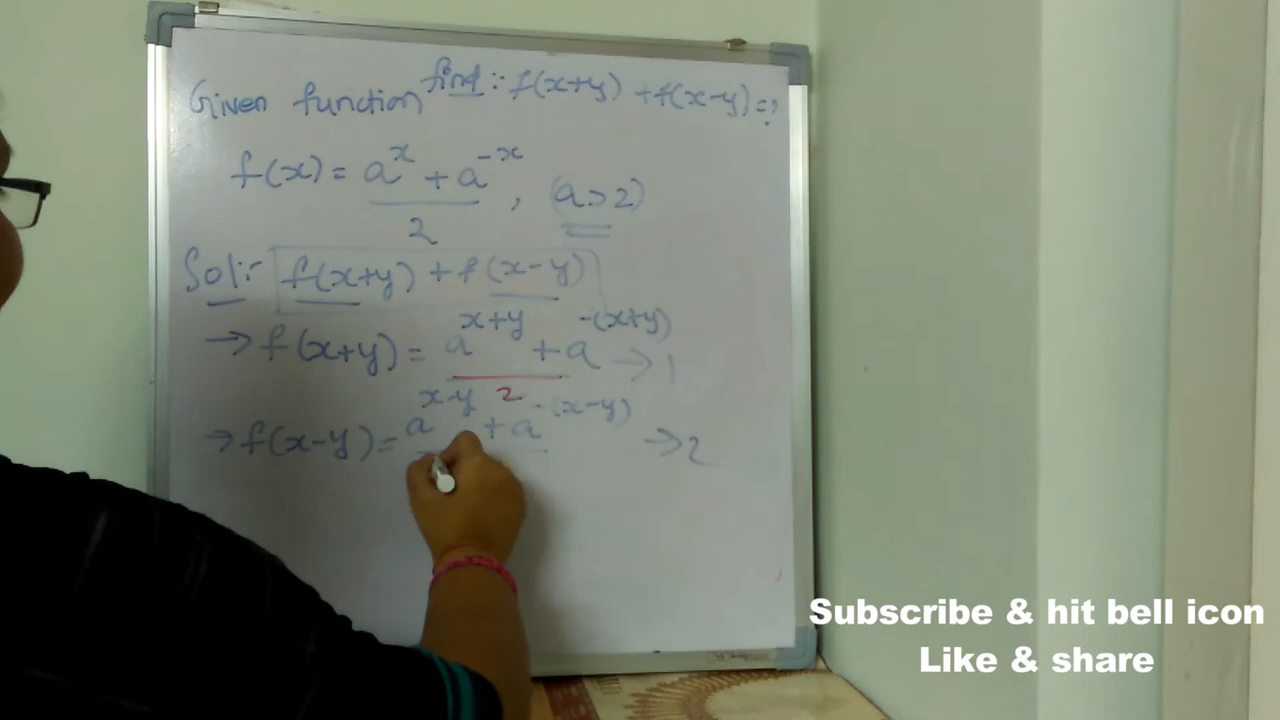 Given function find :: f(x+y) + f(x-y) = ?
f(x) = a^x + a^-x / 2 , (a>2)
Sol:- f(x+y) + f(x-y)
→ f(x+y) = a^x+y + a^-(x+y) / 2 → 1
→ f(x-y) = a^x-y + a^-(x-y) → 2
Subscribe & hit bell icon
Like & share